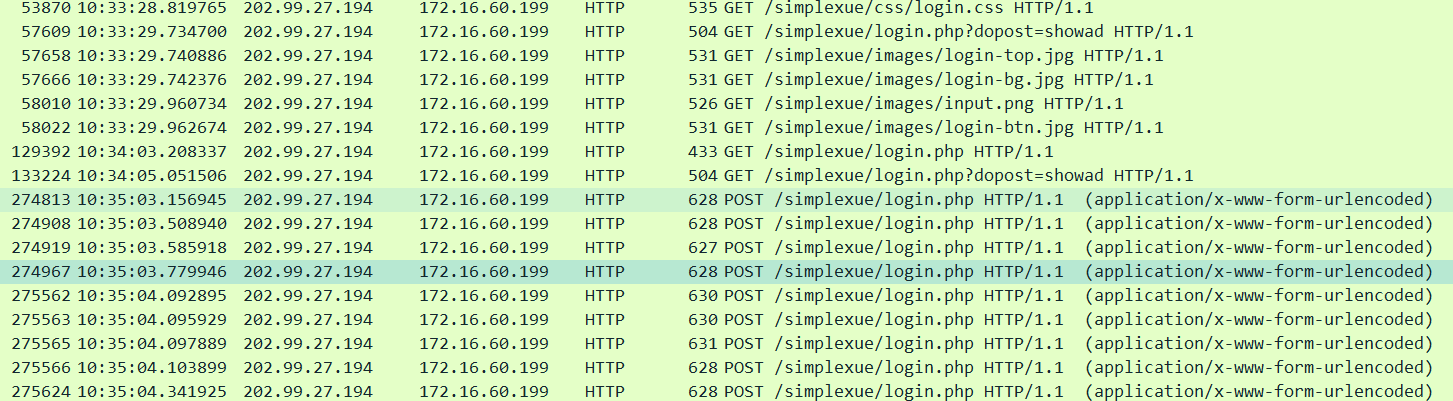 53870 10:33:28.819765 202.99.27.194 172.16.60.199 HTTP 535 GET /simplexue/css/login.css HTTP/1.1
57609 10:33:29.734700 202.99.27.194 172.16.60.199 HTTP 504 GET /simplexue/login.php?dopost=showad HTTP/1.1
57658 10:33:29.740886 202.99.27.194 172.16.60.199 HTTP 531 GET /simplexue/images/login-top.jpg HTTP/1.1
57666 10:33:29.742376 202.99.27.194 172.16.60.199 HTTP 531 GET /simplexue/images/login-bg.jpg HTTP/1.1
58010 10:33:29.960734 202.99.27.194 172.16.60.199 HTTP 526 GET /simplexue/images/input.png HTTP/1.1
58022 10:33:29.962674 202.99.27.194 172.16.60.199 HTTP 531 GET /simplexue/images/login-btn.jpg HTTP/1.1
129392 10:34:03.208337 202.99.27.194 172.16.60.199 HTTP 433 GET /simplexue/login.php HTTP/1.1
133224 10:34:05.051506 202.99.27.194 172.16.60.199 HTTP 504 GET /simplexue/login.php?dopost=showad HTTP/1.1
274813 10:35:03.156945 202.99.27.194 172.16.60.199 HTTP 628 POST /simplexue/login.php HTTP/1.1 (application/x-www-form-urlencoded)
274908 10:35:03.508940 202.99.27.194 172.16.60.199 HTTP 628 POST /simplexue/login.php HTTP/1.1 (application/x-www-form-urlencoded)
274919 10:35:03.585918 202.99.27.194 172.16.60.199 HTTP 627 POST /simplexue/login.php HTTP/1.1 (application/x-www-form-urlencoded)
274967 10:35:03.779946 202.99.27.194 172.16.60.199 HTTP 628 POST /simplexue/login.php HTTP/1.1 (application/x-www-form-urlencoded)
275562 10:35:04.092895 202.99.27.194 172.16.60.199 HTTP 630 POST /simplexue/login.php HTTP/1.1 (application/x-www-form-urlencoded)
275563 10:35:04.095929 202.99.27.194 172.16.60.199 HTTP 630 POST /simplexue/login.php HTTP/1.1 (application/x-www-form-urlencoded)
275565 10:35:04.097889 202.99.27.194 172.16.60.199 HTTP 631 POST /simplexue/login.php HTTP/1.1 (application/x-www-form-urlencoded)
275566 10:35:04.103899 202.99.27.194 172.16.60.199 HTTP 628 POST /simplexue/login.php HTTP/1.1 (application/x-www-form-urlencoded)
275624 10:35:04.341925 202.99.27.194 172.16.60.199 HTTP 628 POST /simplexue/login.php HTTP/1.1 (application/x-www-form-urlencoded)